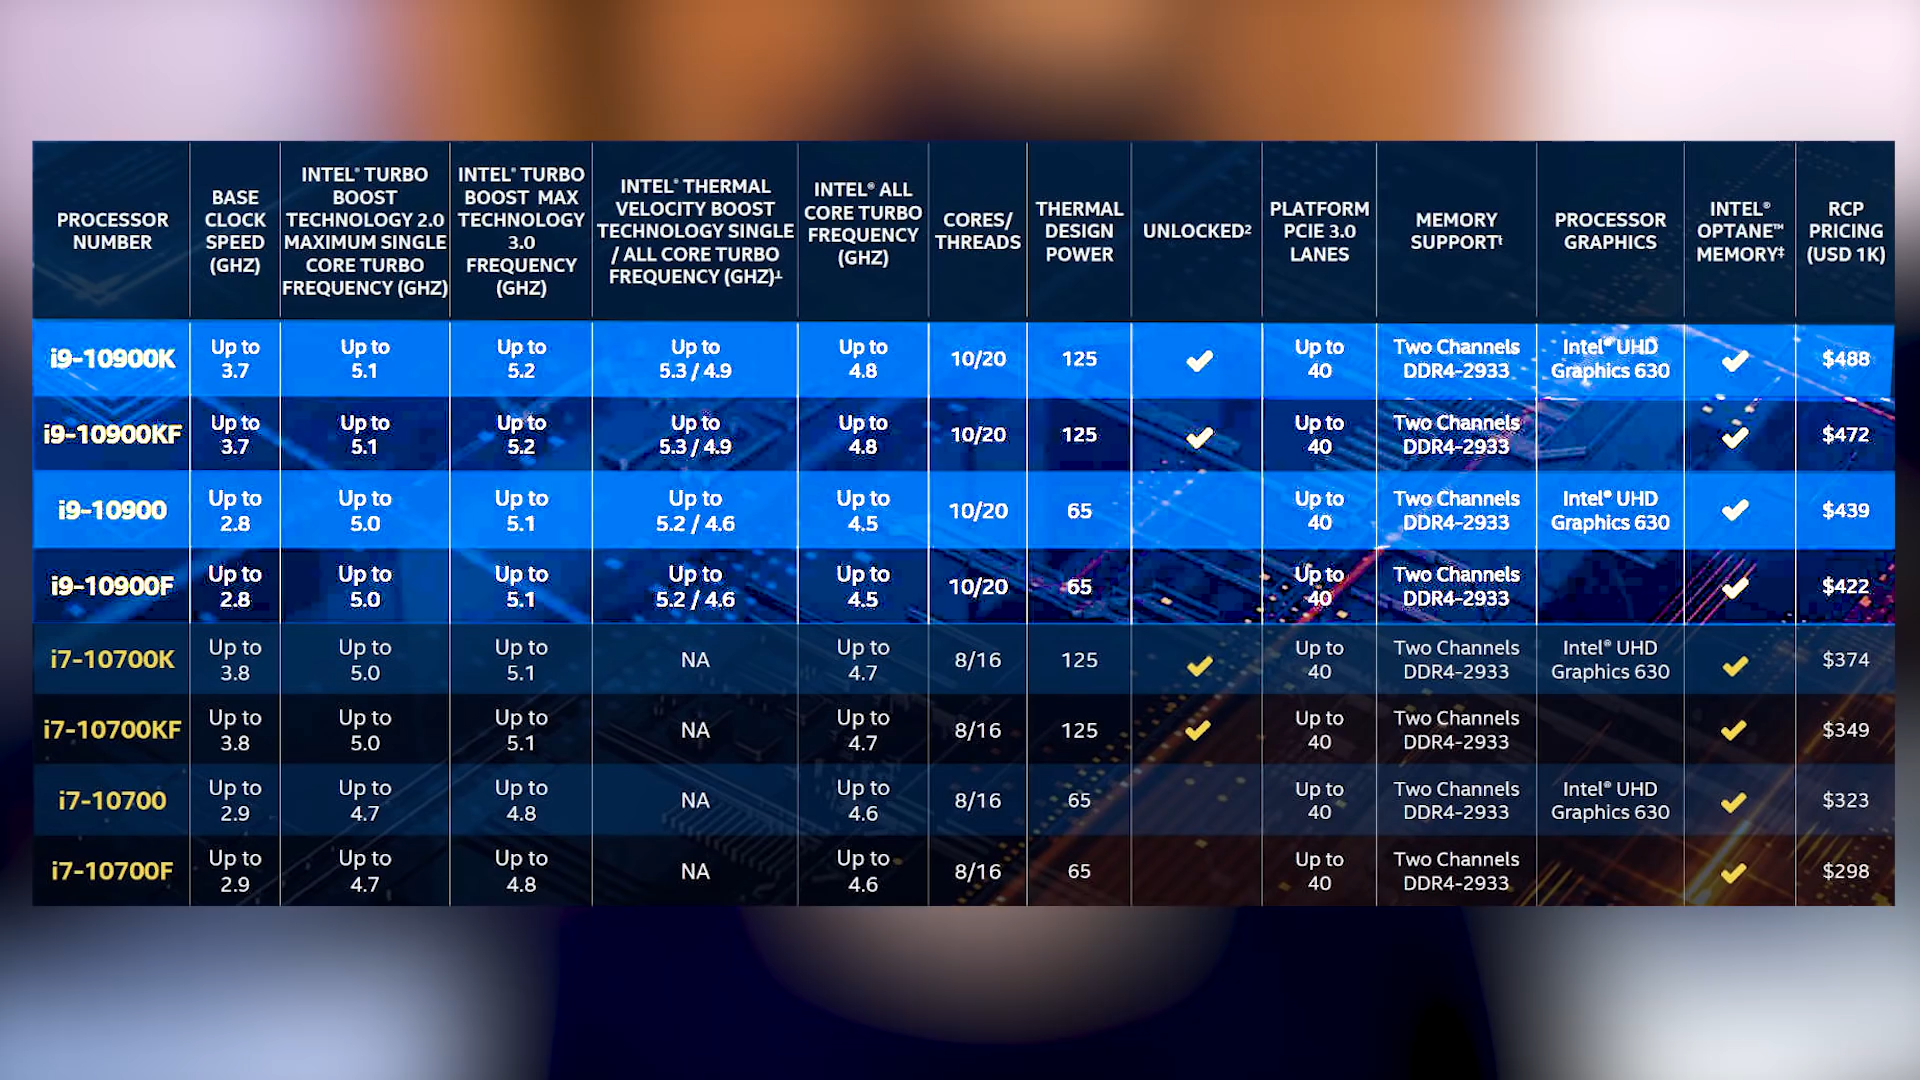 PROCESSOR NUMBER
BASE CLOCK SPEED (GHZ)
INTEL® TURBO BOOST TECHNOLOGY 2.0 MAXIMUM SINGLE CORE TURBO FREQUENCY (GHZ)
INTEL® TURBO BOOST MAX TECHNOLOGY 3.0 FREQUENCY (GHZ)
INTEL® THERMAL VELOCITY BOOST TECHNOLOGY SINGLE / ALL CORE TURBO FREQUENCY (GHZ)⊥
INTEL® ALL CORE TURBO FREQUENCY (GHZ)
CORES/ THREADS
THERMAL DESIGN POWER
UNLOCKED²
PLATFORM PCIE 3.0 LANES
MEMORY SUPPORTᵗ
PROCESSOR GRAPHICS
INTEL® OPTANE™ MEMORY‡
RCP PRICING (USD 1K)
i9-10900K Up to 3.7 Up to 5.1 Up to 5.2 Up to 5.3 / 4.9 Up to 4.8 10/20 125 ✔ Up to 40 Two Channels DDR4-2933 Intel® UHD Graphics 630 ✔ $488
i9-10900KF Up to 3.7 Up to 5.1 Up to 5.2 Up to 5.3 / 4.9 Up to 4.8 10/20 125 ✔ Up to 40 Two Channels DDR4-2933 ✔ $472
i9-10900 Up to 2.8 Up to 5.0 Up to 5.1 Up to 5.2 / 4.6 Up to 4.5 10/20 65 Up to 40 Two Channels DDR4-2933 Intel® UHD Graphics 630 ✔ $439
i9-10900F Up to 2.8 Up to 5.0 Up to 5.1 Up to 5.2 / 4.6 Up to 4.5 10/20 65 Up to 40 Two Channels DDR4-2933 ✔ $422
i7-10700K Up to 3.8 Up to 5.0 Up to 5.1 NA Up to 4.7 8/16 125 ✔ Up to 40 Two Channels DDR4-2933 Intel® UHD Graphics 630 ✔ $374
i7-10700KF Up to 3.8 Up to 5.0 Up to 5.1 NA Up to 4.7 8/16 125 ✔ Up to 40 Two Channels DDR4-2933 ✔ $349
i7-10700 Up to 2.9 Up to 4.7 Up to 4.8 NA Up to 4.6 8/16 65 Up to 40 Two Channels DDR4-2933 Intel® UHD Graphics 630 ✔ $323
i7-10700F Up to 2.9 Up to 4.7 Up to 4.8 NA Up to 4.6 8/16 65 Up to 40 Two Channels DDR4-2933 ✔ $298